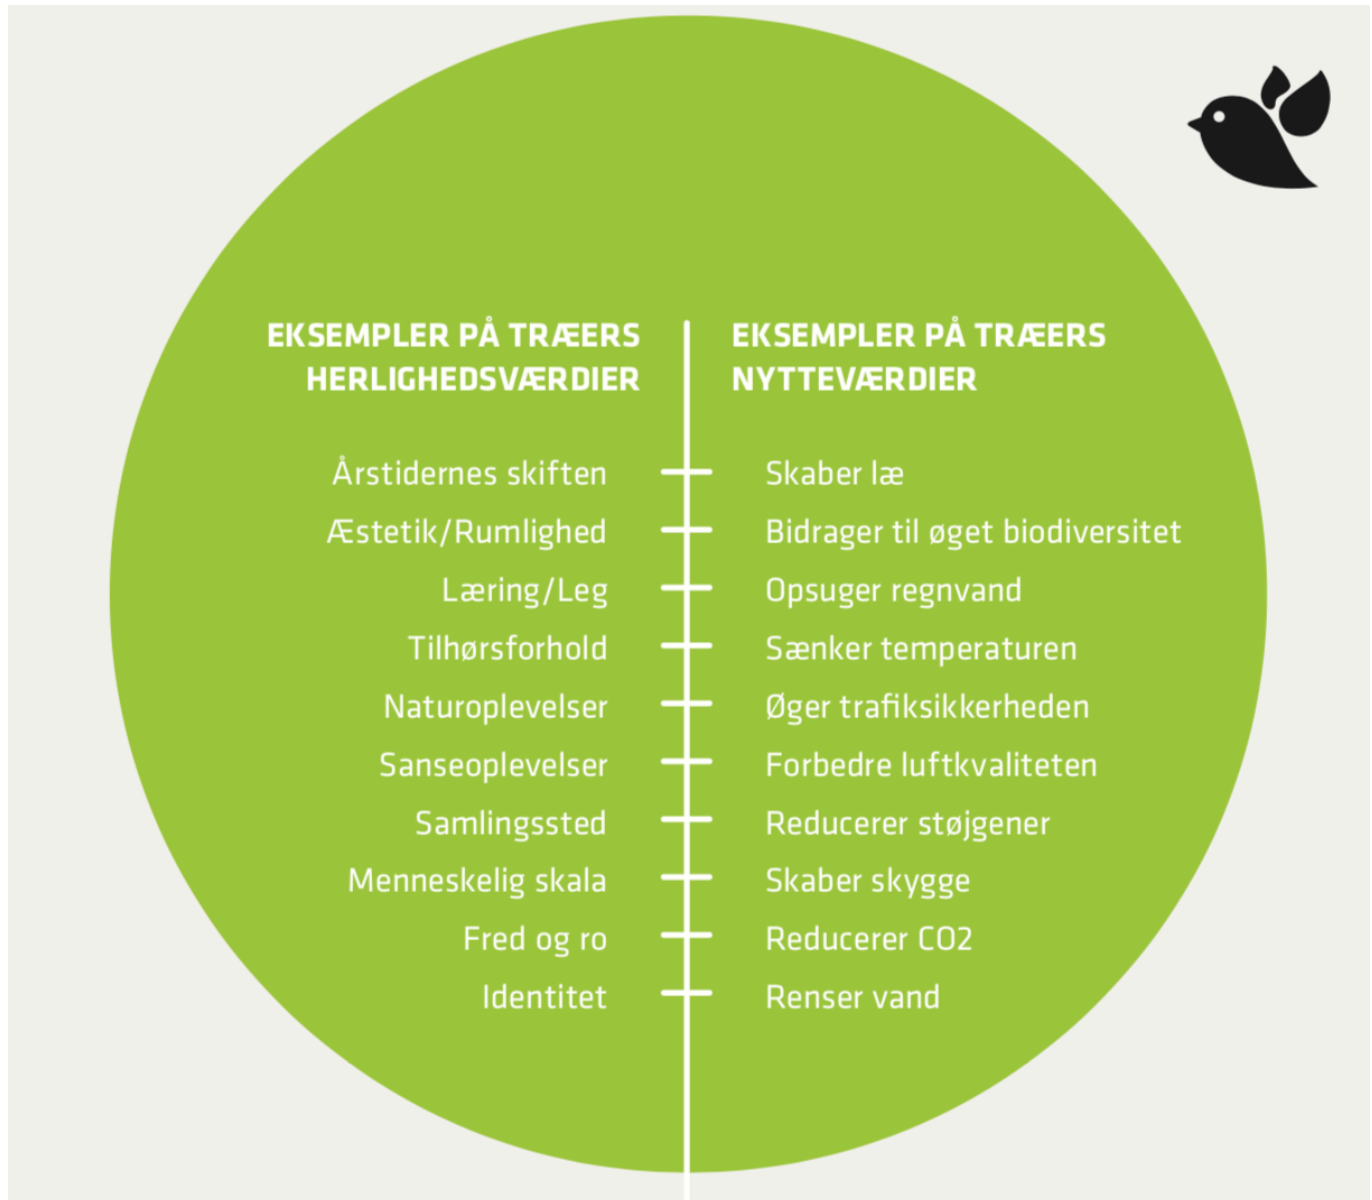 EKSEMPLER PÅ TRÆERS
HERLIGHEDSVÆRDIER
Årstidernes skiften
Æstetik/Rumlighed
Læring/Leg
Tilhørsforhold
Naturoplevelser
Sanseoplevelser
Samlingssted
Menneskelig skala
Fred og ro
Identitet
EKSEMPLER PÅ TRÆERS
NYTTEVÆRDIER
Skaber læ
Bidrager til øget biodiversitet
Opsuger regnvand
Sænker temperaturen
Øger trafiksikkerheden
Forbedre luftkvaliteten
Reducerer støjgener
Skaber skygge
Reducerer CO2
Renser vand